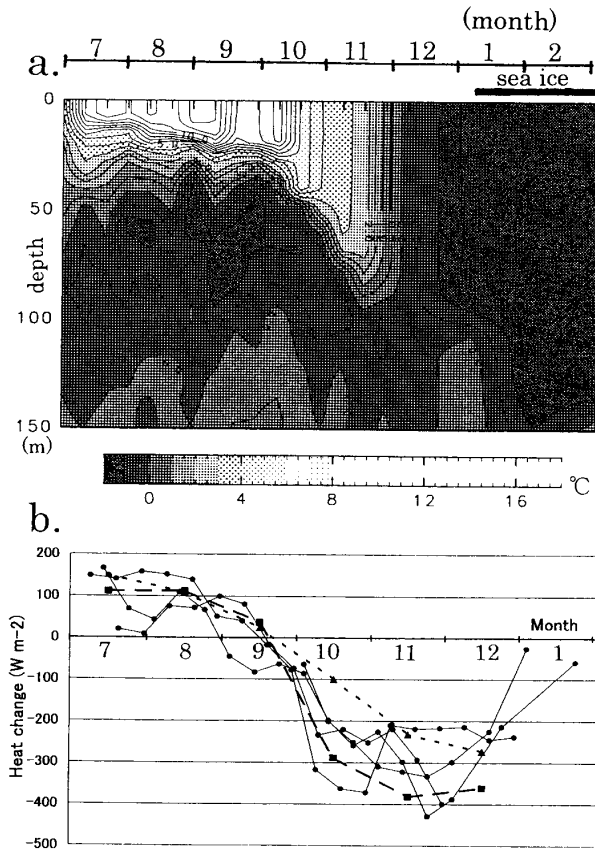 (month)
a. 7 8 9 10 11 12 1 2
sea ice
0
50
100
150
(m)
depth
0 4 8 12 16 ℃
b.
200
100
0
-100
-200
-300
-400
-500
Heat change (W m-2)
Month
7 8 9 10 11 12 1